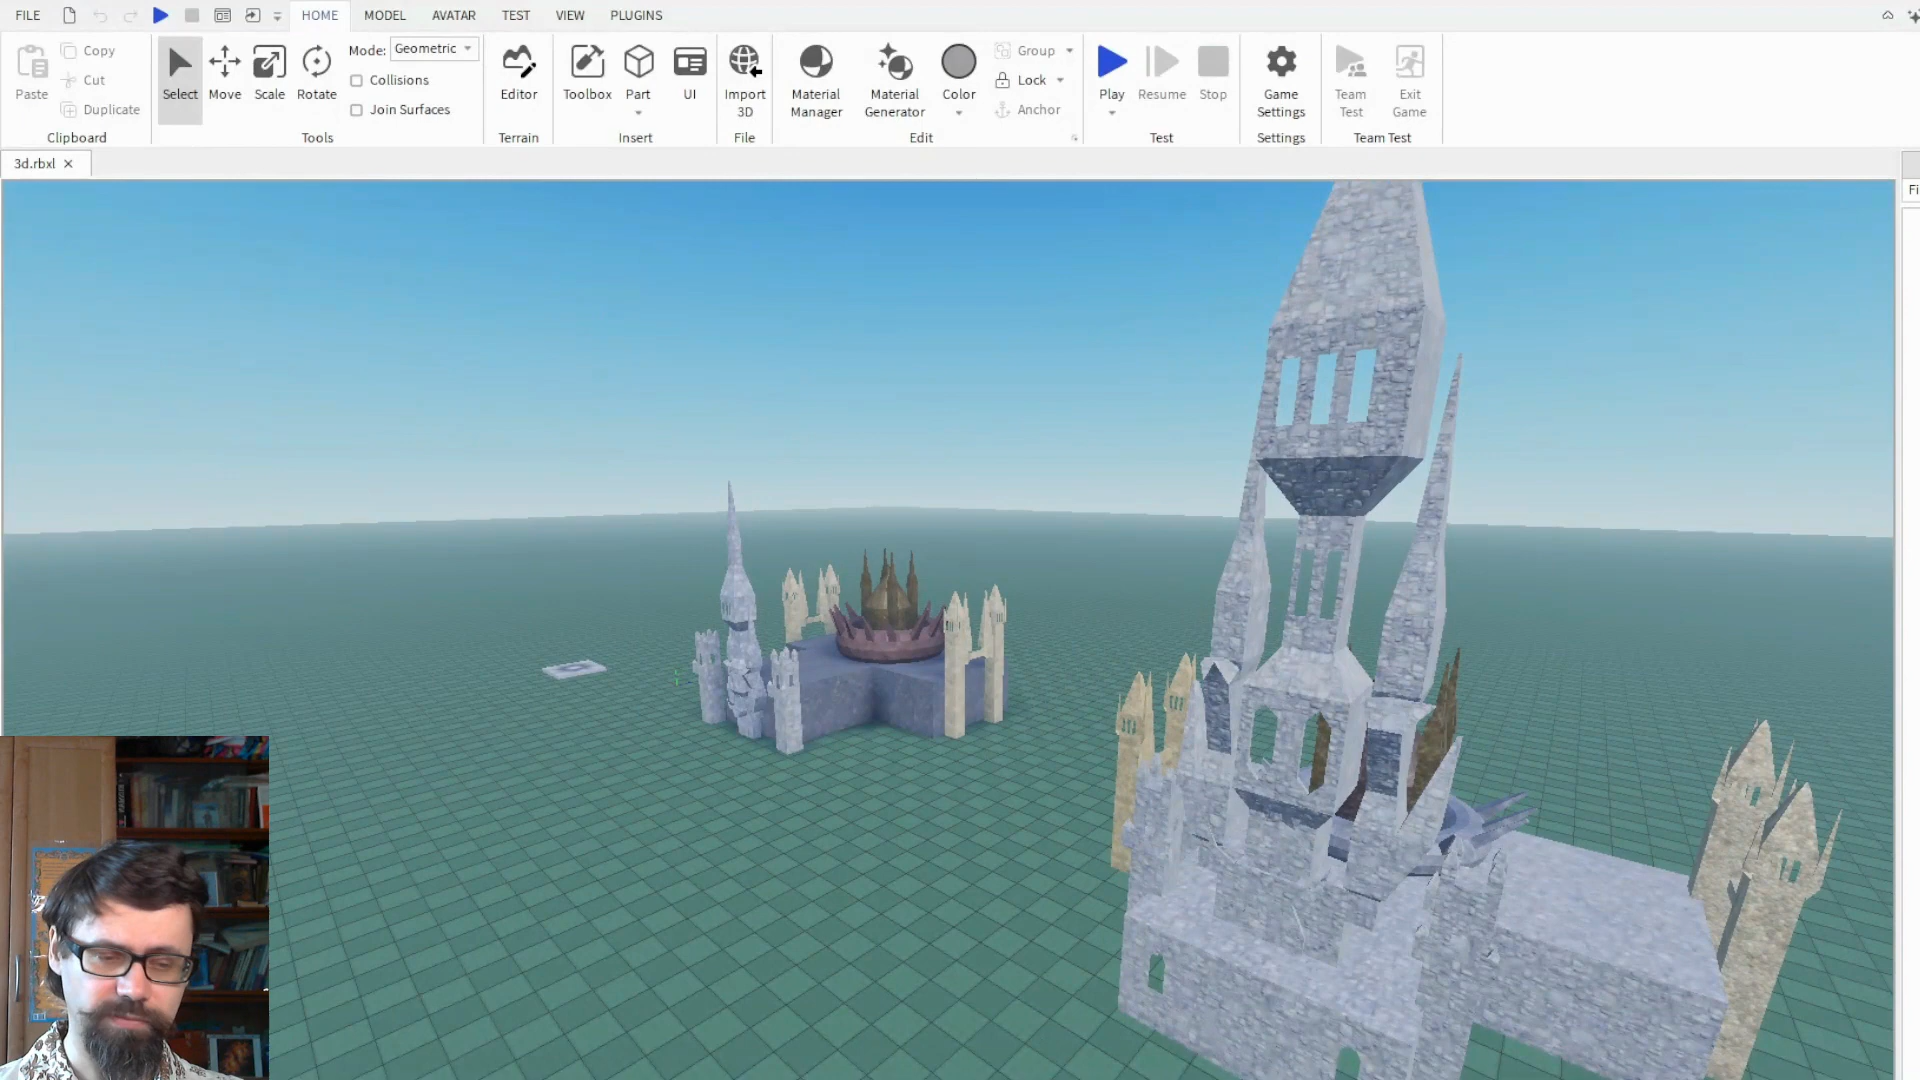 FILE HOME MODEL AVATAR TEST VIEW PLUGINS
Paste
Copy
Cut
Duplicate
Clipboard
Select
Move
Scale
Rotate
Mode: Geometric
Collisions
Join Surfaces
Tools
Editor
Terrain
Toolbox
Part
UI
Insert
Import
3D
File
Material
Manager
Material
Generator
Color
Group
Lock
Anchor
Edit
Play
Resume
Stop
Test
Game
Settings
Settings
Team
Test
Exit
Game
Team Test
3d.rbxl
Fi